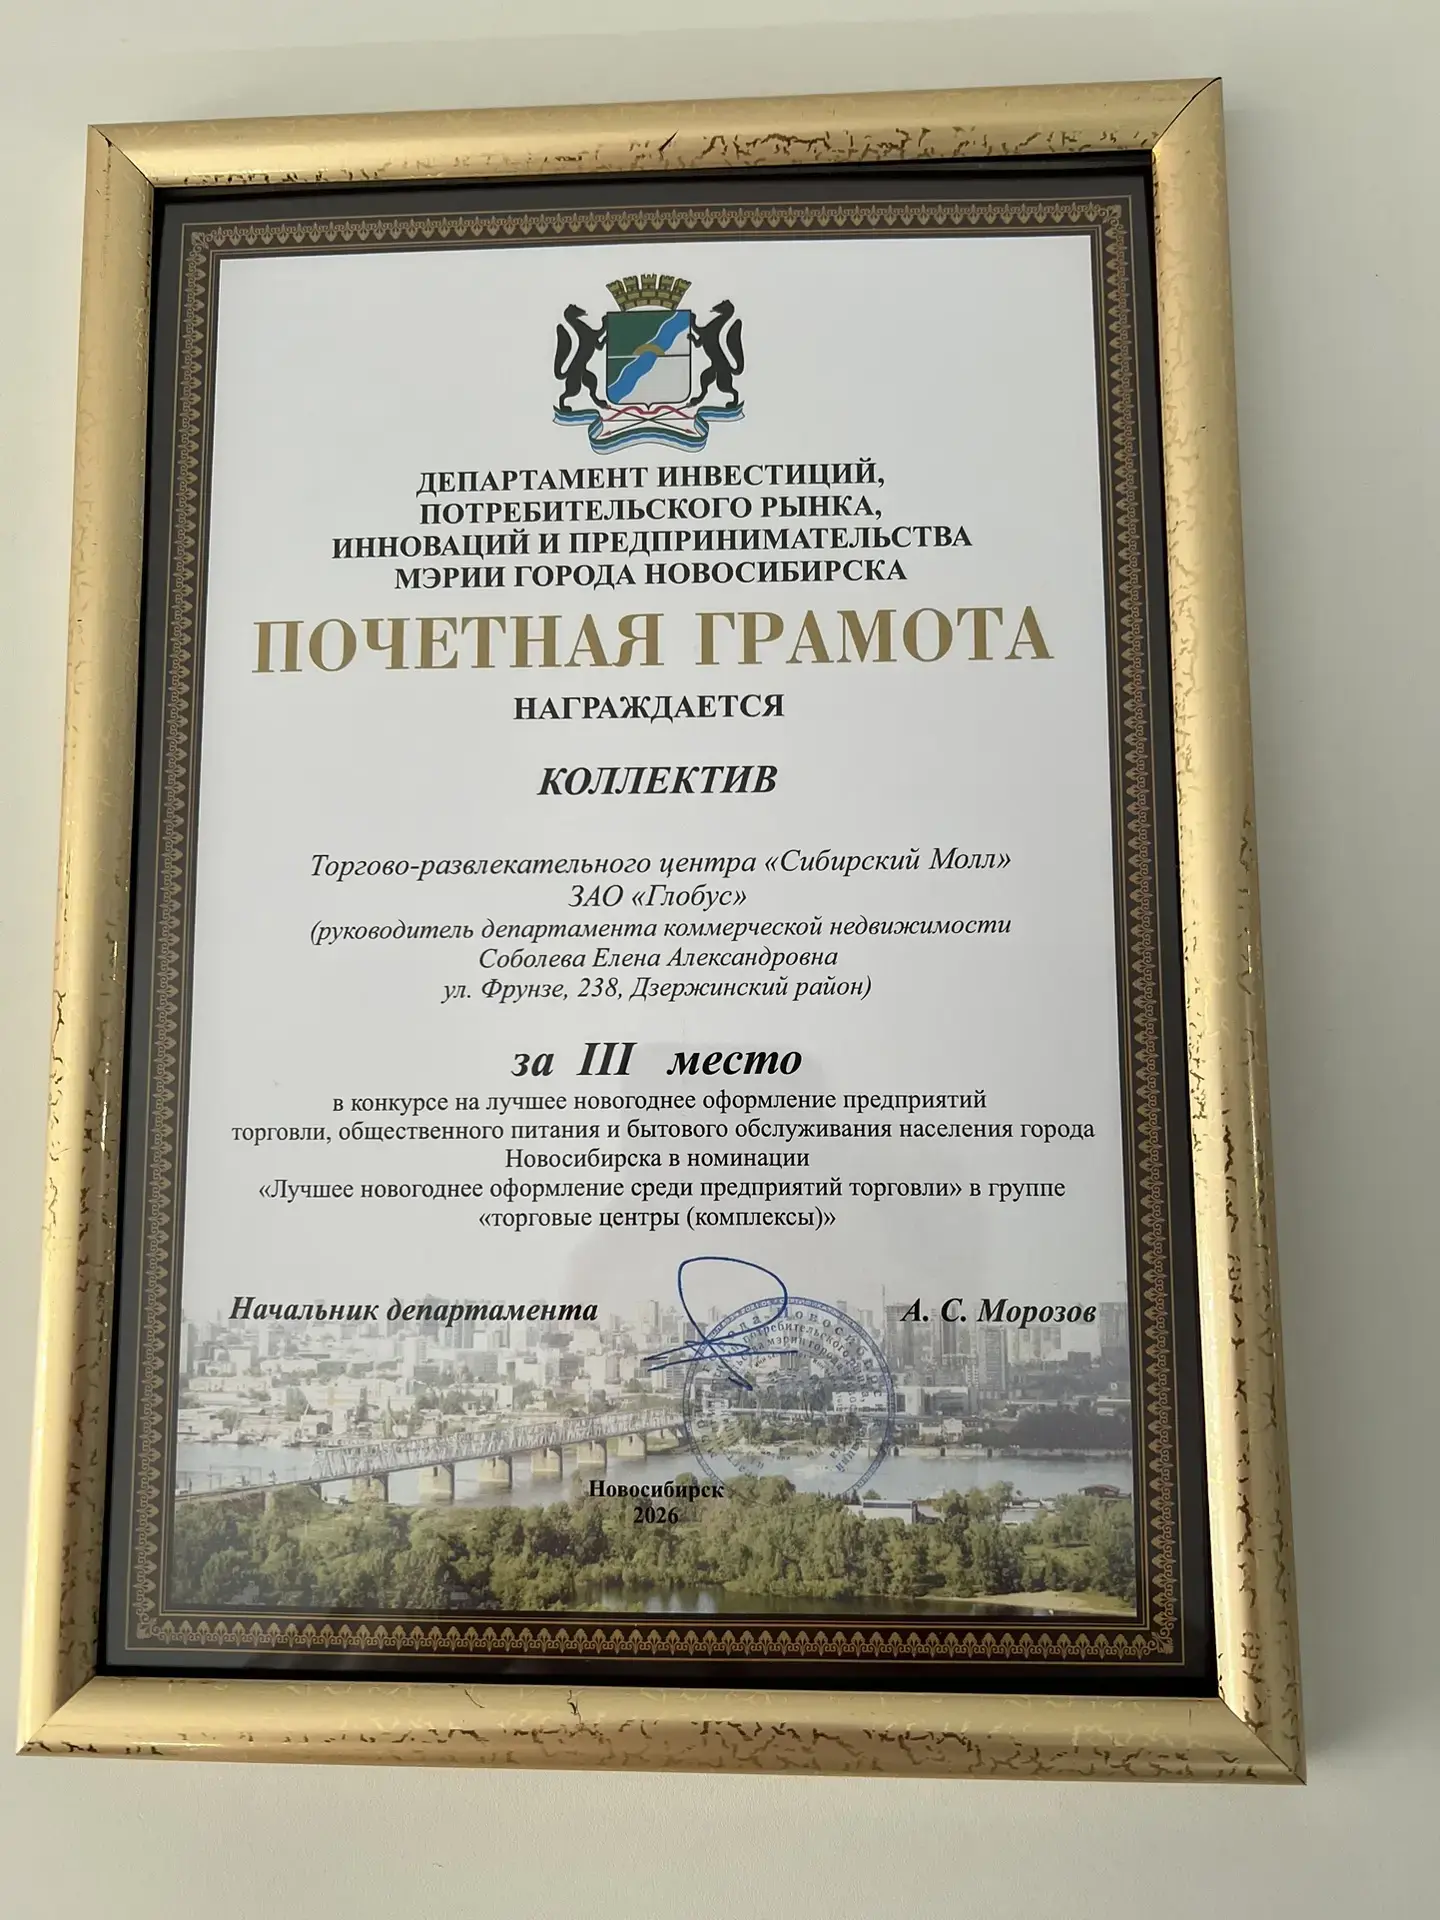 ДЕПАРТАМЕНТ ИНВЕСТИЦИЙ,
ПОТРЕБИТЕЛЬСКОГО РЫНКА,
ИННОВАЦИЙ И ПРЕДПРИНИМАТЕЛЬСТВА
МЭРИИ ГОРОДА НОВОСИБИРСКА
ПОЧЕТНАЯ ГРАМОТА
НАГРАЖДАЕТСЯ
КОЛЛЕКТИВ
Торгово-развлекательного центра «Сибирский Молл»
ЗАО «Глобус»
(руководитель департамента коммерческой недвижимости
Соболева Елена Александровна
ул. Фрунзе, 238, Дзержинский район)
за III место
в конкурсе на лучшее новогоднее оформление предприятий
торговли, общественного питания и бытового обслуживания населения города
Новосибирска в номинации
«Лучшее новогоднее оформление среди предприятий торговли» в группе
«торговые центры (комплексы)»
Начальник департамента А. С. Морозов
Новосибирск
2026